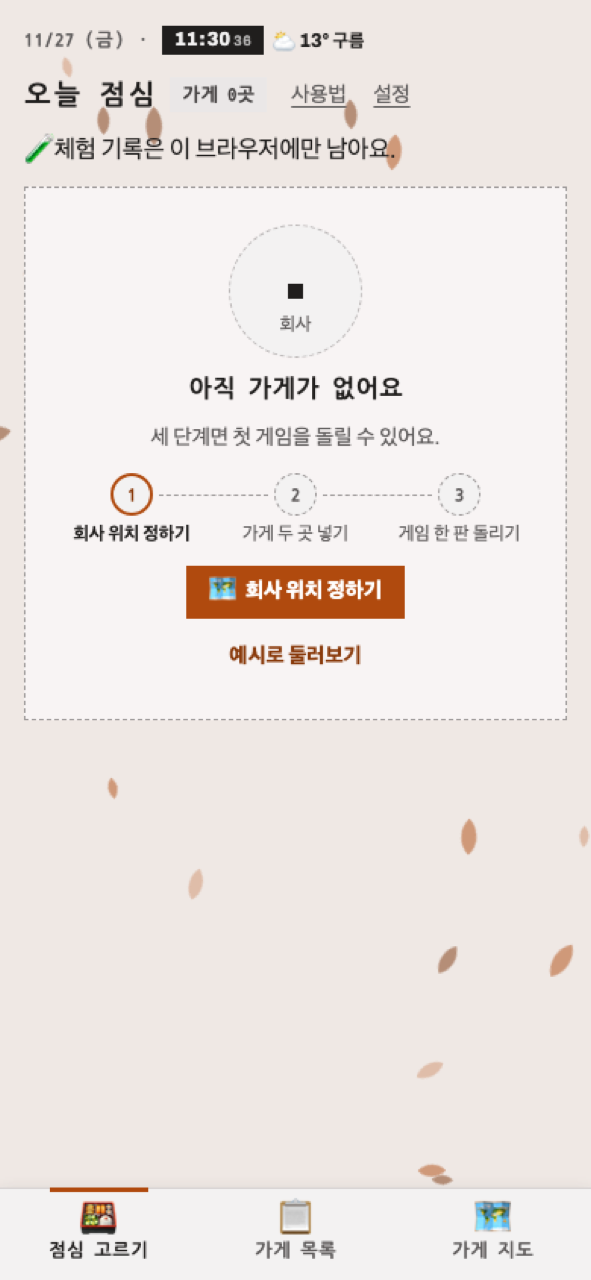 11/27 (금) · 11:30 36 13° 구름
오늘 점심 가게 0곳 사용법 설정
체험 기록은 이 브라우저에만 남아요.
회사
아직 가게가 없어요
세 단계면 첫 게임을 돌릴 수 있어요.
1 2 3
회사 위치 정하기 가게 두 곳 넣기 게임 한 판 돌리기
회사 위치 정하기
예시로 둘러보기
점심 고르기 가게 목록 가게 지도